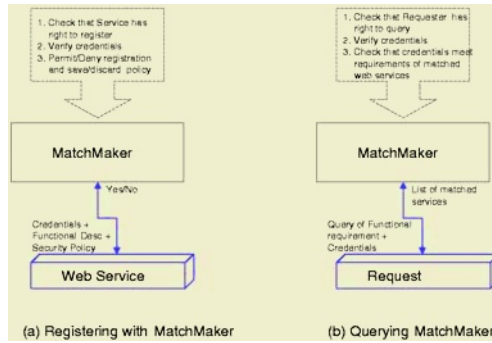 1. Check that Service has
right to register
2. Verify credentials
3. Permit/Deny registration
and save/discard policy
MatchMaker
Yes/No
Credentials +
Functional Desc +
Security Policy
Web Service
(a) Registering with MatchMaker
1. Check that Requester has
right to query
2. Verify credentials
3. Check that credentials meet
requirements of matched
web services
MatchMaker
List of matched
services
Query of Functional
requirement +
Credentials
Request
(b) Querying MatchMaker